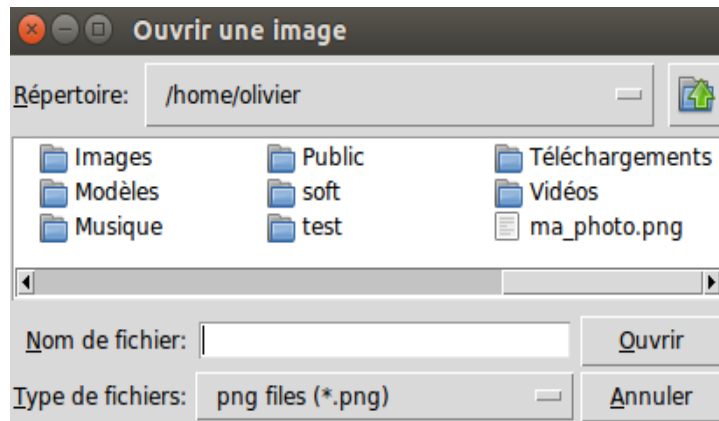 Ouvrir une image
Répertoire: /home/olivier
Images Public Téléchargements
Modèles soft Vidéos
Musique test ma_photo.png
Nom de fichier: Ouvrir
Type de fichiers: png files (*.png) Annuler